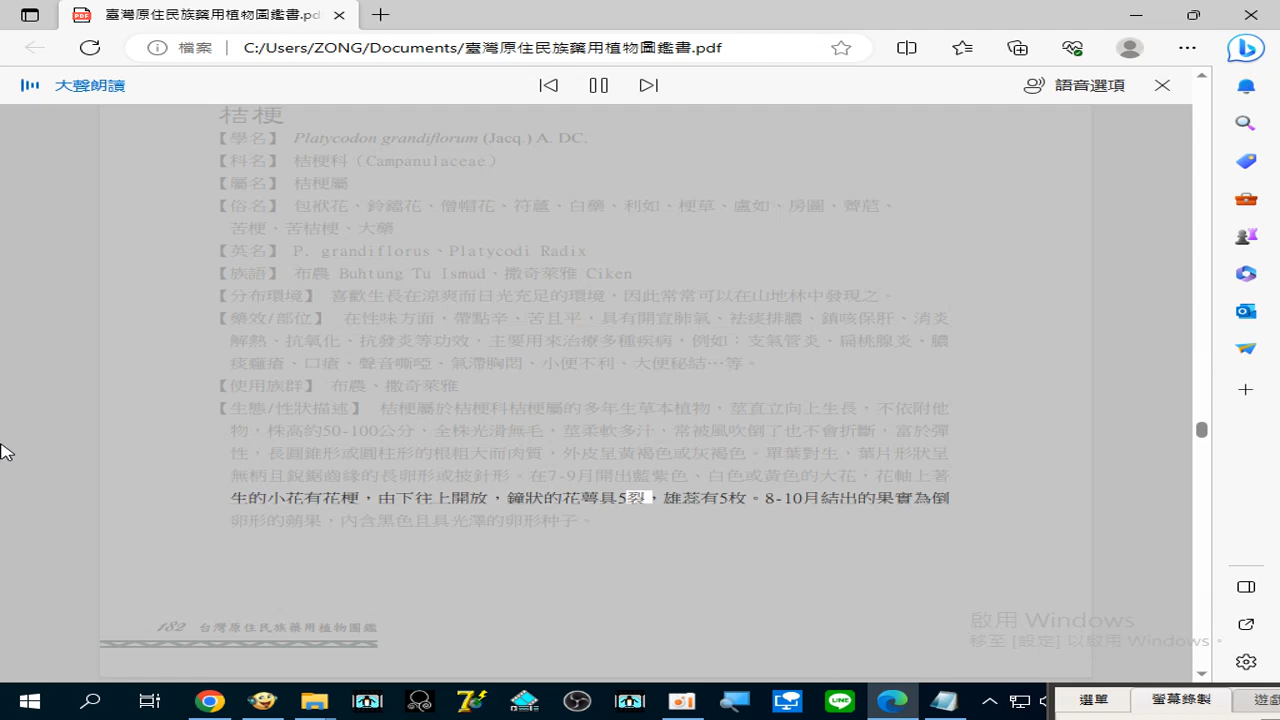 臺灣原住民族藥用植物圖鑑書.pd
檔案
C:/Users/ZONG/Documents/臺灣原住民族藥用植物圖鑑書.pdf
大聲朗讀
語音選項
桔梗
【學名】 Platycodon grandiflorum (Jacq.) A. DC.
【科名】 桔梗科（Campanulaceae）
【屬名】 桔梗屬
【俗名】 包袱花、鈴鐺花、僧帽花、符蘆、白藥、利如、梗草、盧如、房圖、薺苨、
苦梗、苦桔梗、大藥
【英名】 P. grandiflorus、Platycodi Radix
【族語】 布農 Buhtung Tu Ismud、撒奇萊雅 Ciken
【分布環境】 喜歡生長在涼爽而日光充足的環境，因此常常可以在山地林中發現之。
【藥效/部位】 在性味方面，帶點辛、苦且平，具有開宣肺氣、祛痰排膿、鎮咳保肝、消炎
解熱、抗氧化、抗發炎等功效，主要用來治療多種疾病，例如：支氣管炎、扁桃腺炎、膿
痰癰瘡、口瘡、聲音嘶啞、氣滯胸悶、小便不利、大便秘結…等。
【使用族群】 布農、撒奇萊雅
【生態/性狀描述】 桔梗屬於桔梗科桔梗屬的多年生草本植物，莖直立向上生長，不依附他
物，株高約50-100公分、全株光滑無毛，莖柔軟多汁，常被風吹倒了也不會折斷，富於彈
性，長圓錐形或圓柱形的根粗大而肉質，外皮呈黃褐色或灰褐色。單葉對生，葉片形狀呈
無柄且銳鋸齒緣的長卵形或披針形。在7-9月開出藍紫色、白色或黃色的大花，花軸上著
生的小花有花梗，由下往上開放，鐘狀的花萼具5裂，雄蕊有5枚。8-10月結出的果實為倒
卵形的蒴果，內含黑色且具光澤的卵形种子。
182 台灣原住民族藥用植物圖鑑
啟用 Windows
移至 [設定] 以啟用 Windows。
選單
螢幕錄製
遊戲